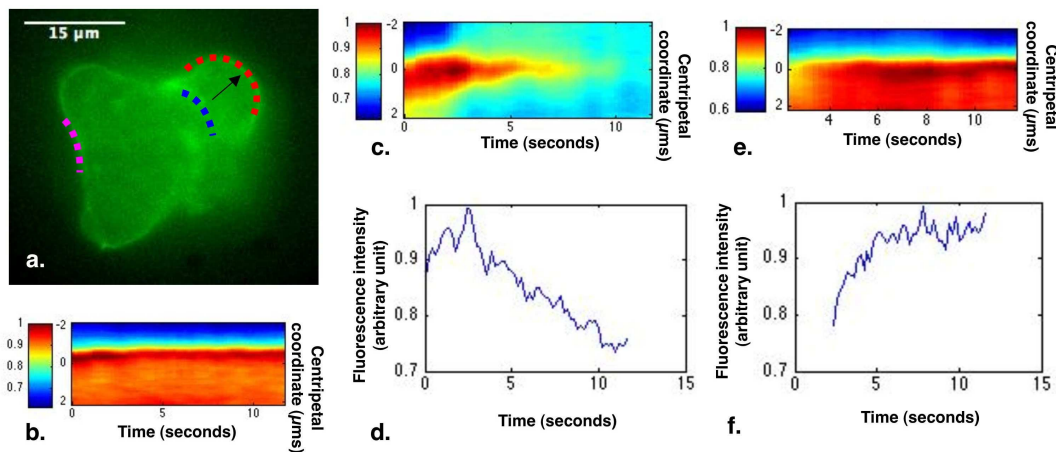 15 μm
a.
1
0.9
0.8
0.7
-2
0
2
0
5
10
Time (seconds)
Centripetal
coordinate (μms)
b.
1
0.9
0.8
0.7
-2
0
2
0
5
10
Time (seconds)
Centripetal
coordinate (μms)
c.
Fluorescence intensity
(arbitrary unit)
1
0.9
0.8
0.7
0
5
10
15
Time (seconds)
d.
1
0.8
0.6
-2
0
2
4
6
8
10
Time (seconds)
Centripetal
coordinate (μms)
e.
Fluorescence intensity
(arbitrary unit)
1
0.9
0.8
0.7
0
5
10
15
Time (seconds)
f.